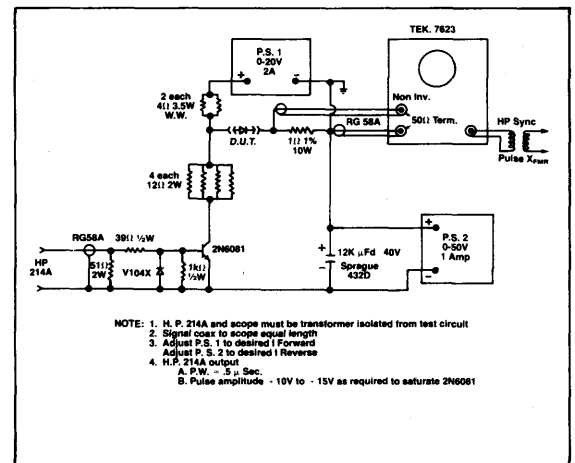 TEK. 7623
P.S. 1
0-20V
2A
+ -
2 each
4Ω 3.5W
W.W.
Non Inv.
50Ω Term.
HP Sync
Pulse XFMR
D.U.T.
1Ω 1%
10W
RG 58A
4 each
12Ω 2W
P.S. 2
0-50V
1 Amp
+
-
+
-
12K µFd 40V
Sprague
432D
HP
214A
RG58A
51Ω
2W
39Ω ½W
V104X
1kΩ
½W
2N6081
NOTE: 1. H. P. 214A and scope must be transformer isolated from test circuit
2. Signal coax to scope equal length
3. Adjust P.S. 1 to desired I Forward
Adjust P. S. 2 to desired I Reverse
4. H.P. 214A output
A. P.W. = .5 µ Sec.
B. Pulse amplitude - 10V to - 15V as required to saturate 2N6081